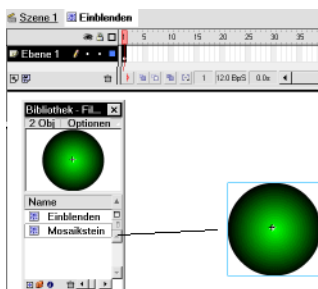 Szene 1 Einblenden
5 10 15 20 25 30 35
Ebene 1
1 12.0 BpS 0.0s
Bibliothek - Fil...
2 Obj Optionen
Name
Einblenden
Mosaikstein